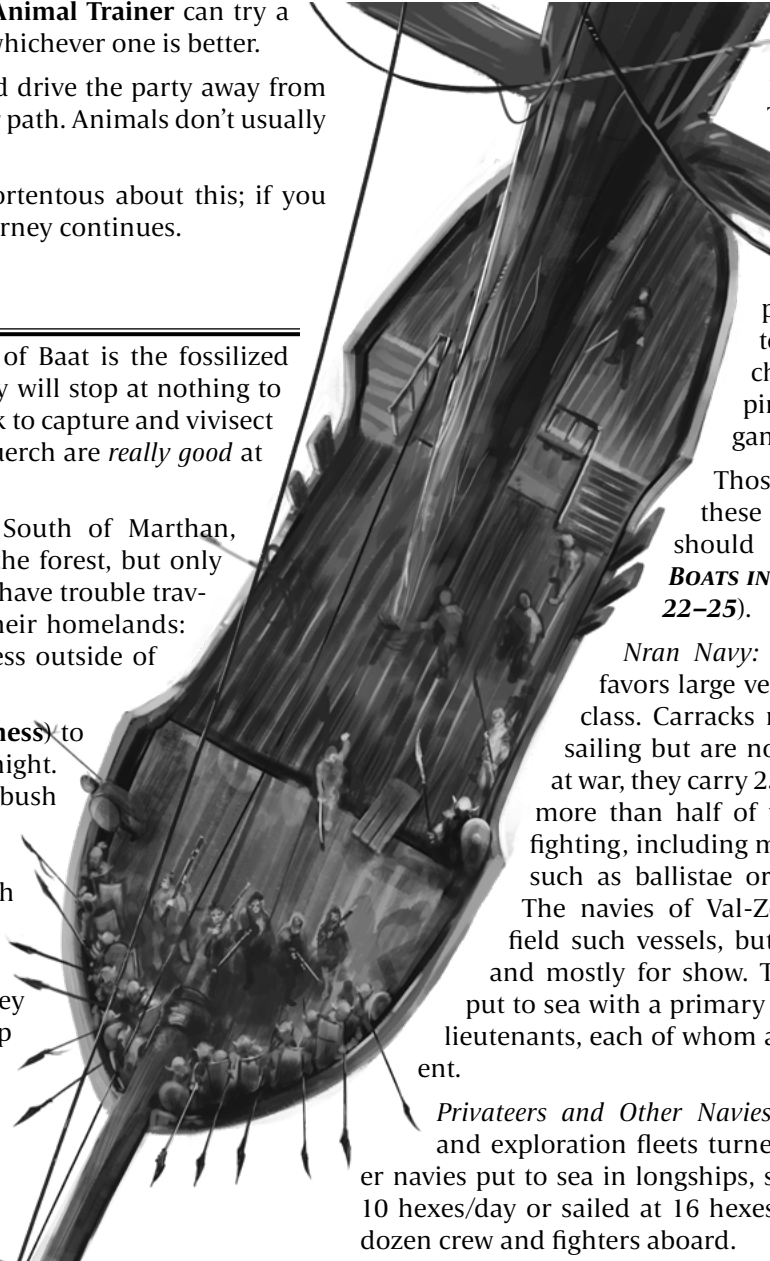 Animal Trainer can try a
whichever one is better.
d drive the party away from
path. Animals don't usually
ortentous about this; if you
rney continues.
of Baat is the fossilized
y will stop at nothing to
k to capture and vivisect
uerch are really good at
South of Marthan,
the forest, but only
have trouble trav-
heir homelands:
ess outside of
ness) to
night.
bush
h
ey
p
p
te
ch
pin
gan
Thos
these
should
BOATS IN
22–25).
Nran Navy:
favors large ve
class. Carracks
sailing but are no
at war, they carry 2
more than half of
fighting, including m
such as ballistae or
The navies of Val-Z
field such vessels, but
and mostly for show. T
put to sea with a primary
lieutenants, each of whom a
ent.
Privateers and Other Navies
and exploration fleets turne
er navies put to sea in longships, s
10 hexes/day or sailed at 16 hexes
dozen crew and fighters aboard.